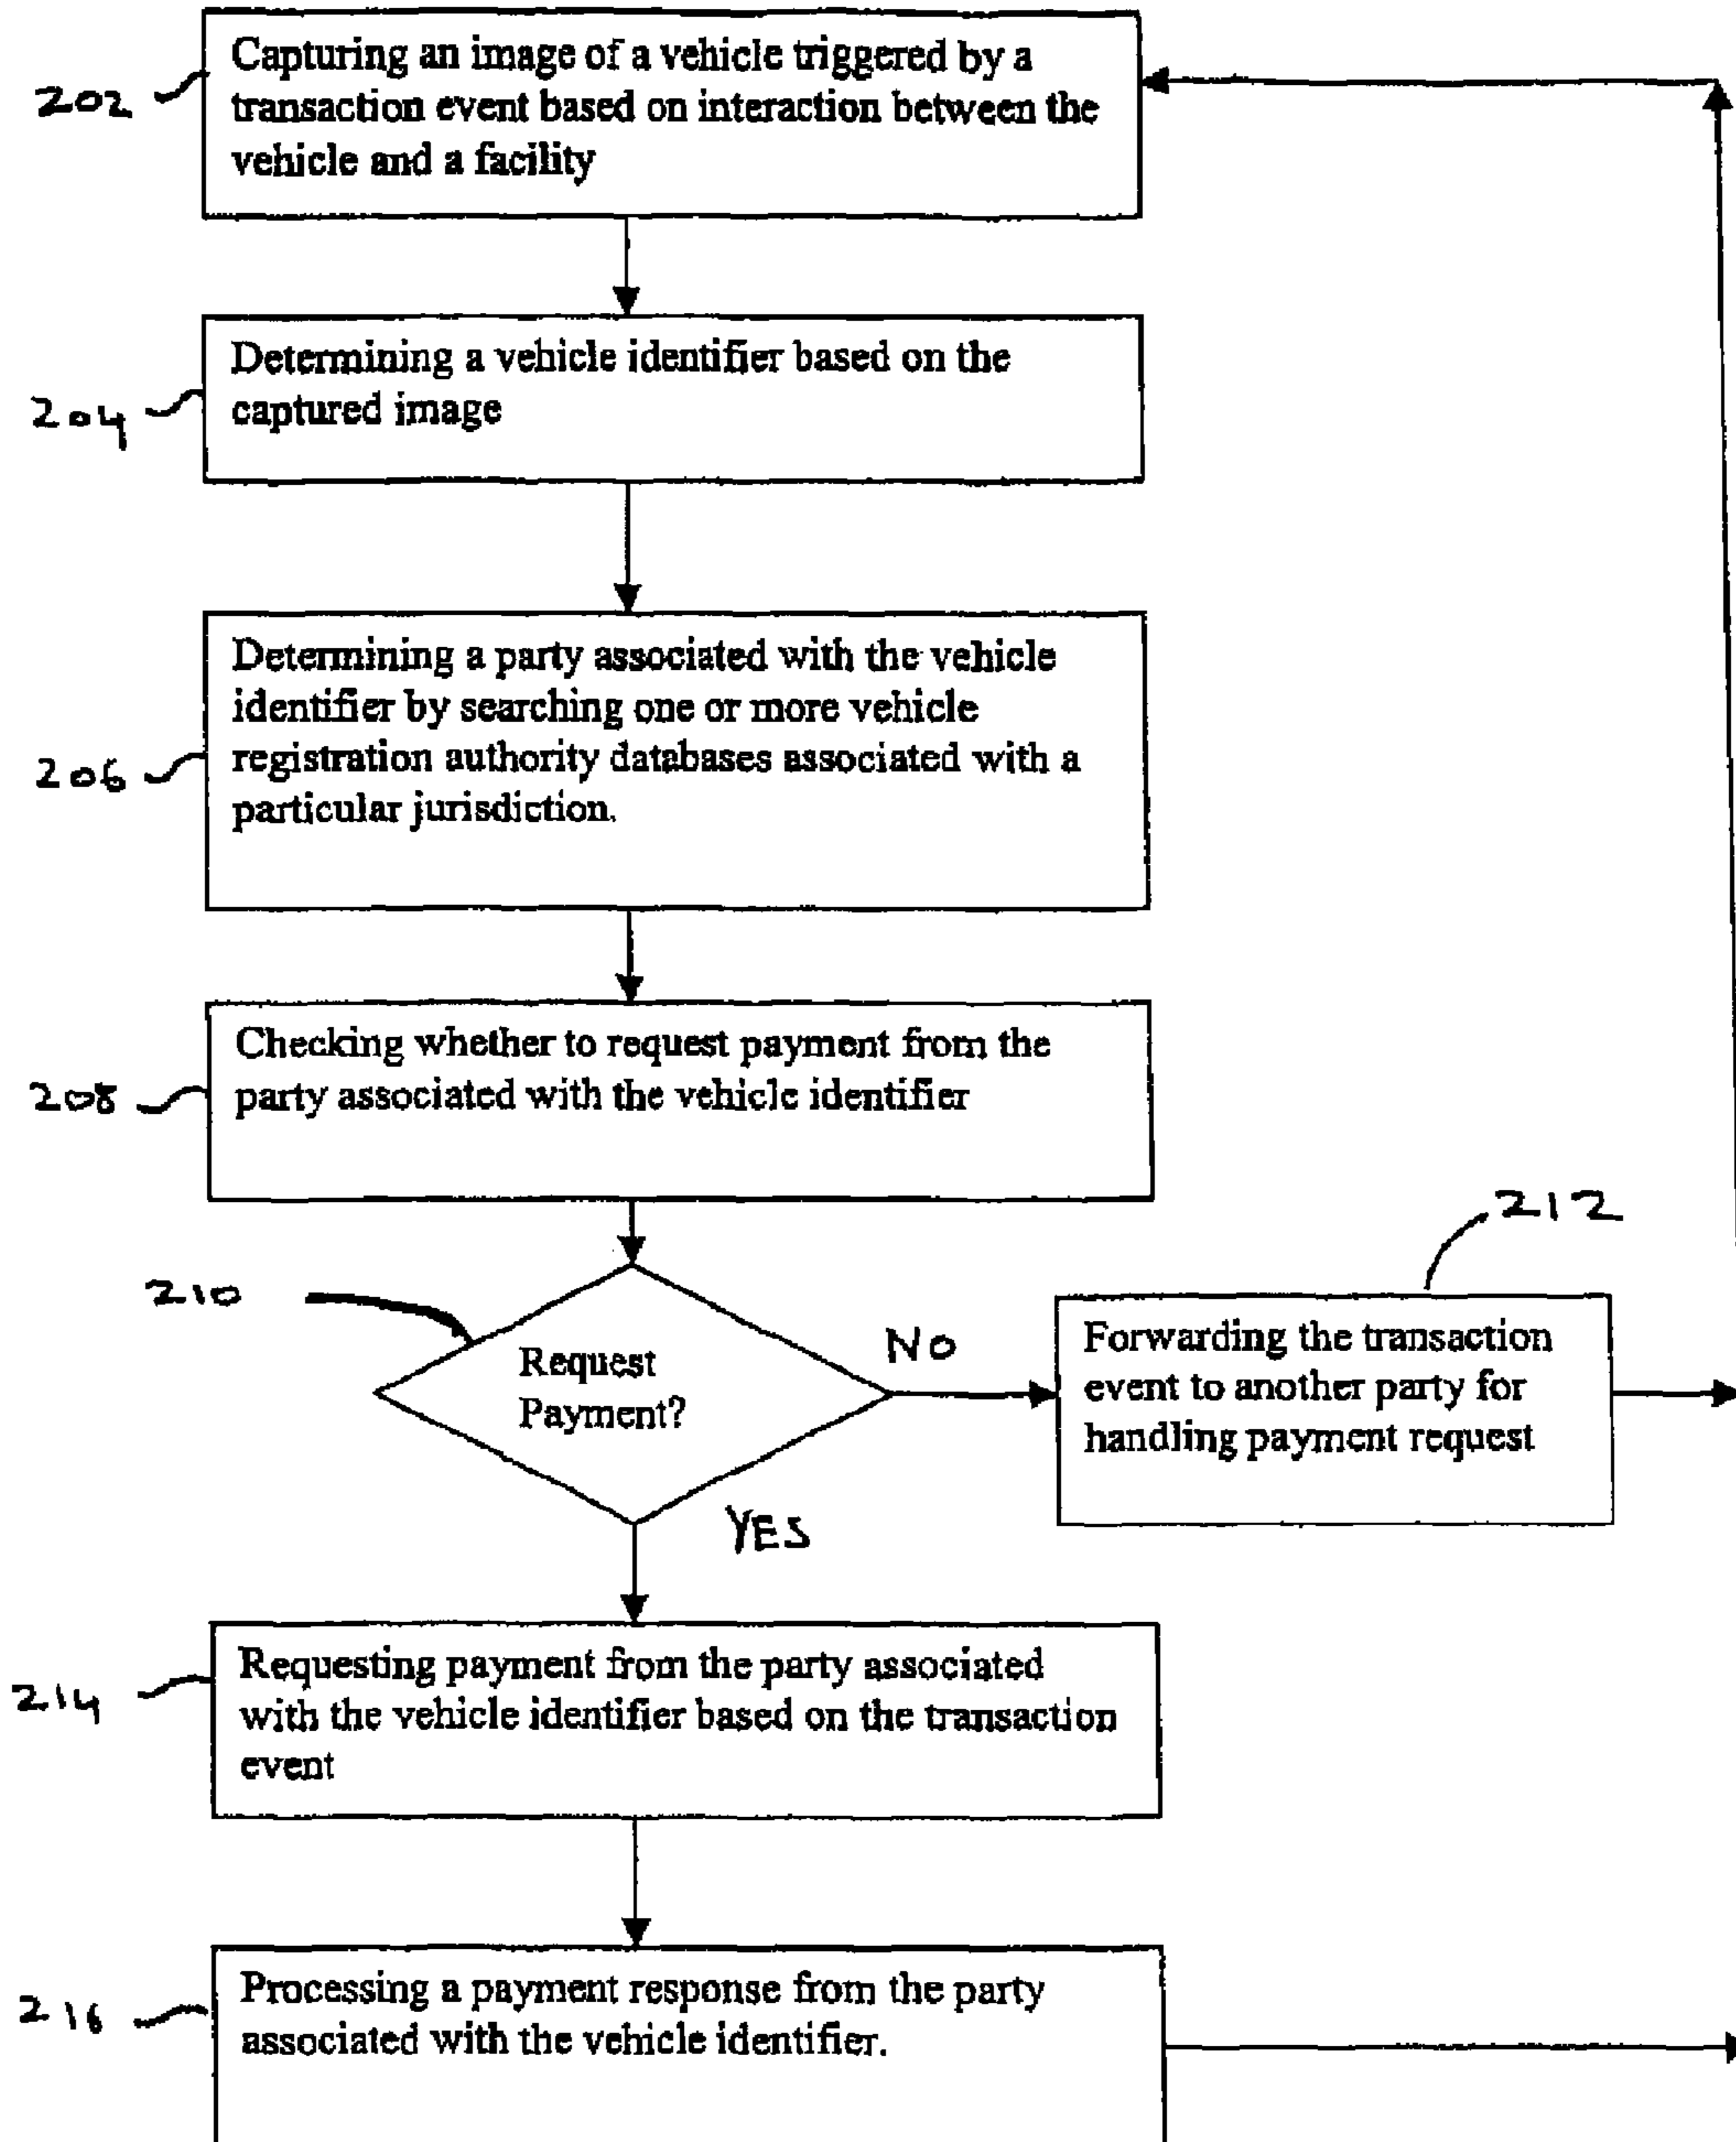 202
Capturing an image of a vehicle triggered by a
transaction event based on interaction between the
vehicle and a facility
204
Determining a vehicle identifier based on the
captured image
206
Determining a party associated with the vehicle
identifier by searching one or more vehicle
registration authority databases associated with a
particular jurisdiction.
208
Checking whether to request payment from the
party associated with the vehicle identifier
210
Request
Payment?
NO
YES
212
Forwarding the transaction
event to another party for
handling payment request
214
Requesting payment from the party associated
with the vehicle identifier based on the transaction
event
216
Processing a payment response from the party
associated with the vehicle identifier.